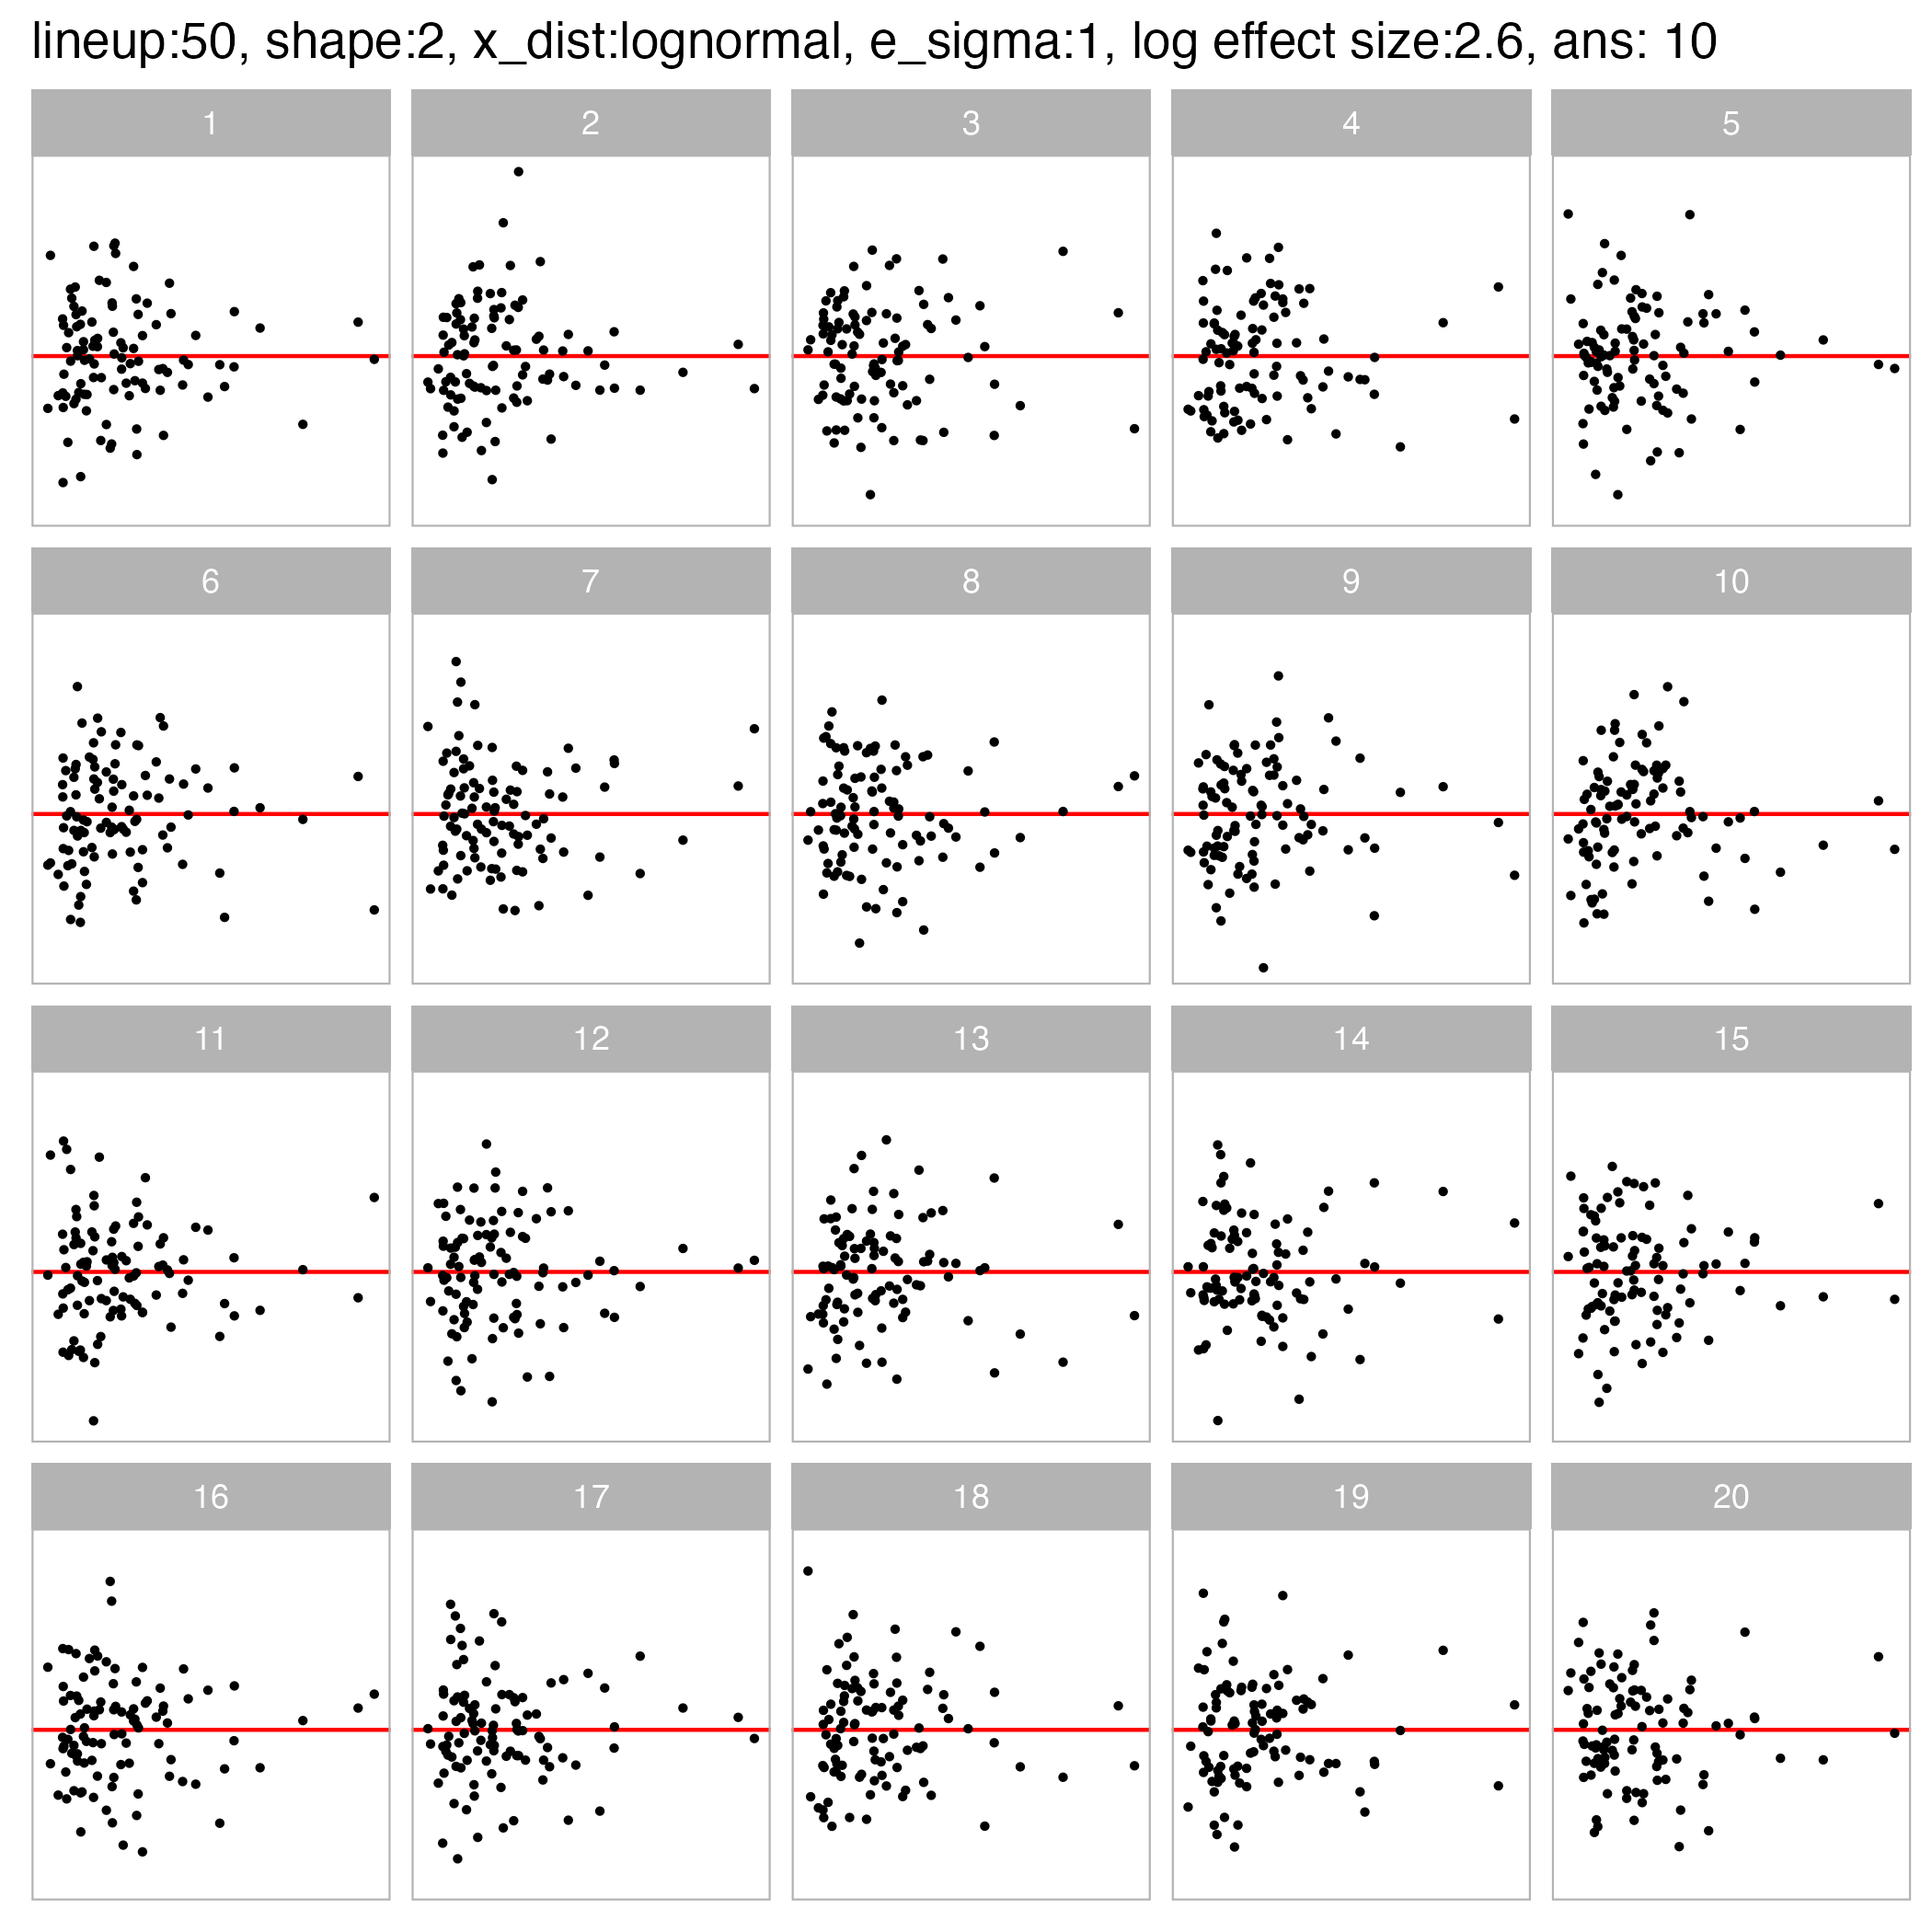 lineup:50, shape:2, x_dist:lognormal, e_sigma:1, log effect size:2.6, ans: 10
1 2 3 4 5
6 7 8 9 10
11 12 13 14 15
16 17 18 19 20